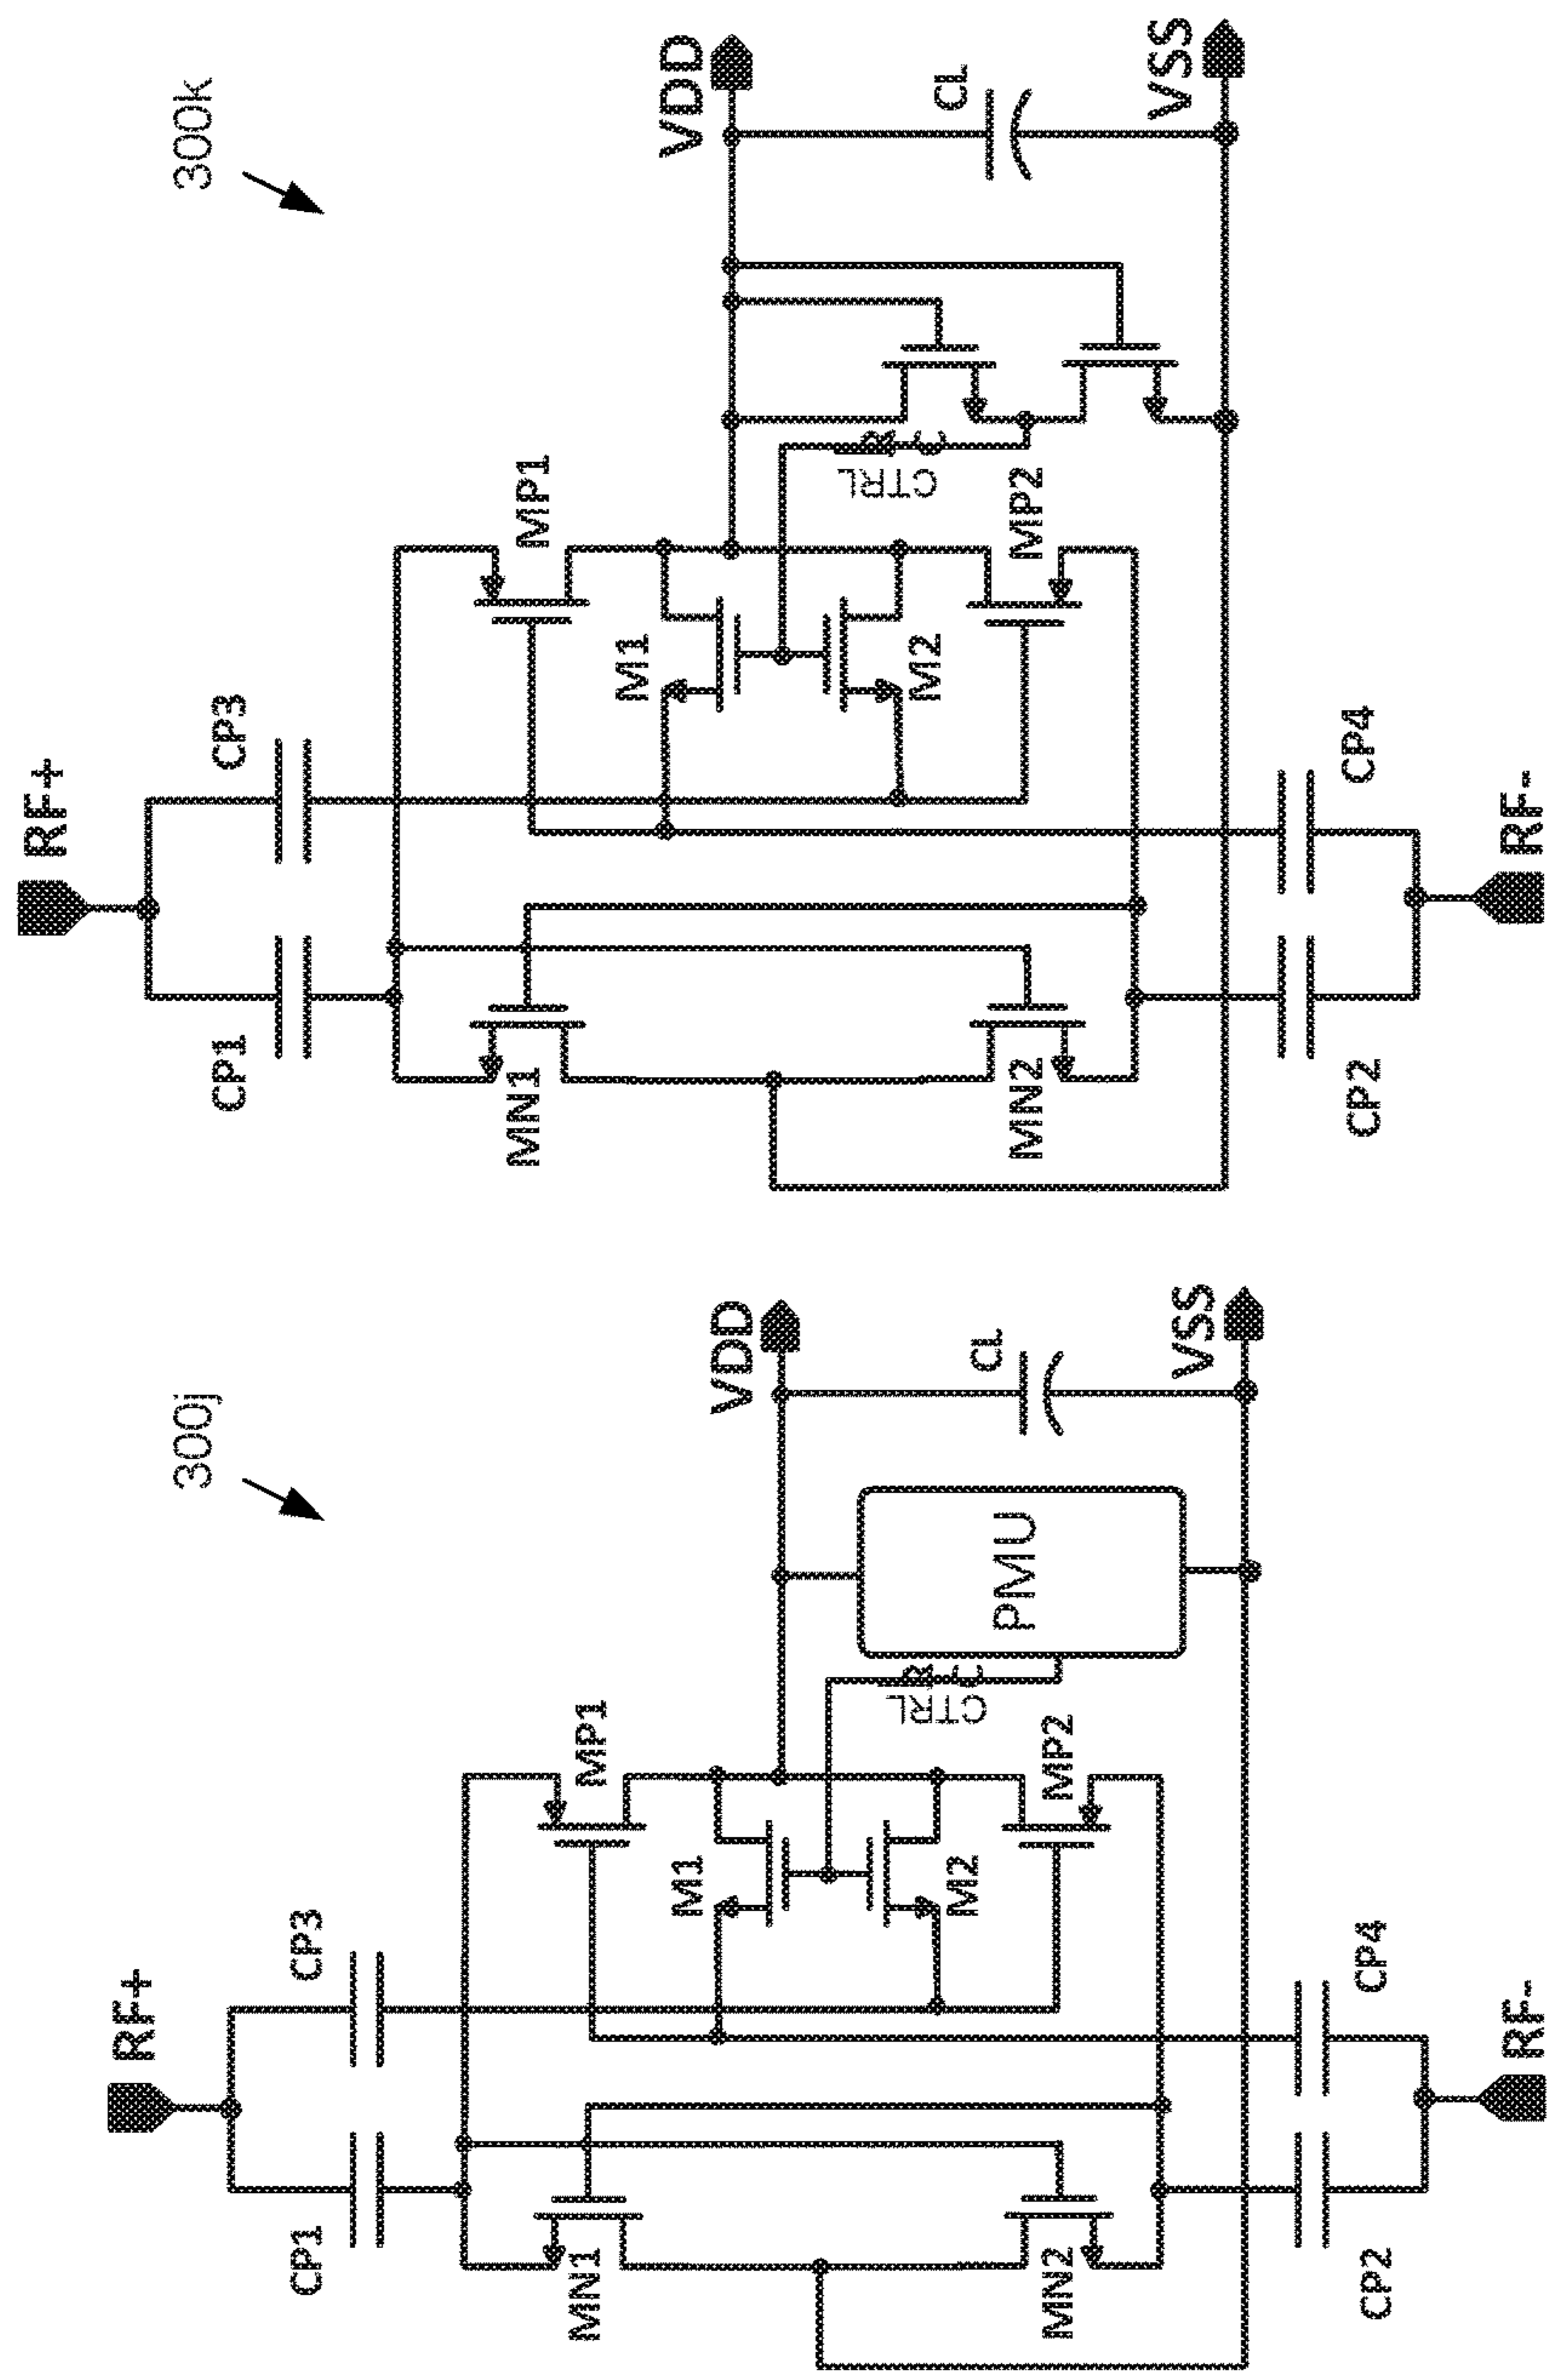 300k
VDD
VSS
CL
RF+
CP3
CP1
MP1
M1
M2
CTRL
MP2
MN1
MN2
CP4
CP2
RF-
300j
VDD
VSS
CL
PMU
RF+
CP3
CP1
MP1
M1
M2
CTRL
MP2
MN1
MN2
CP4
CP2
RF-